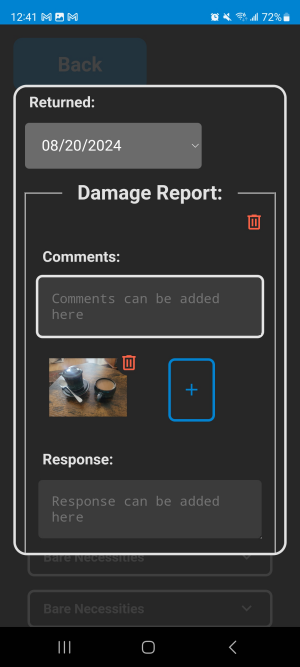 12:41 72%
Back
Returned:
08/20/2024
Damage Report:
Comments:
Comments can be added
here
+
Response:
Response can be added
here
Bare Necessities
Bare Necessities